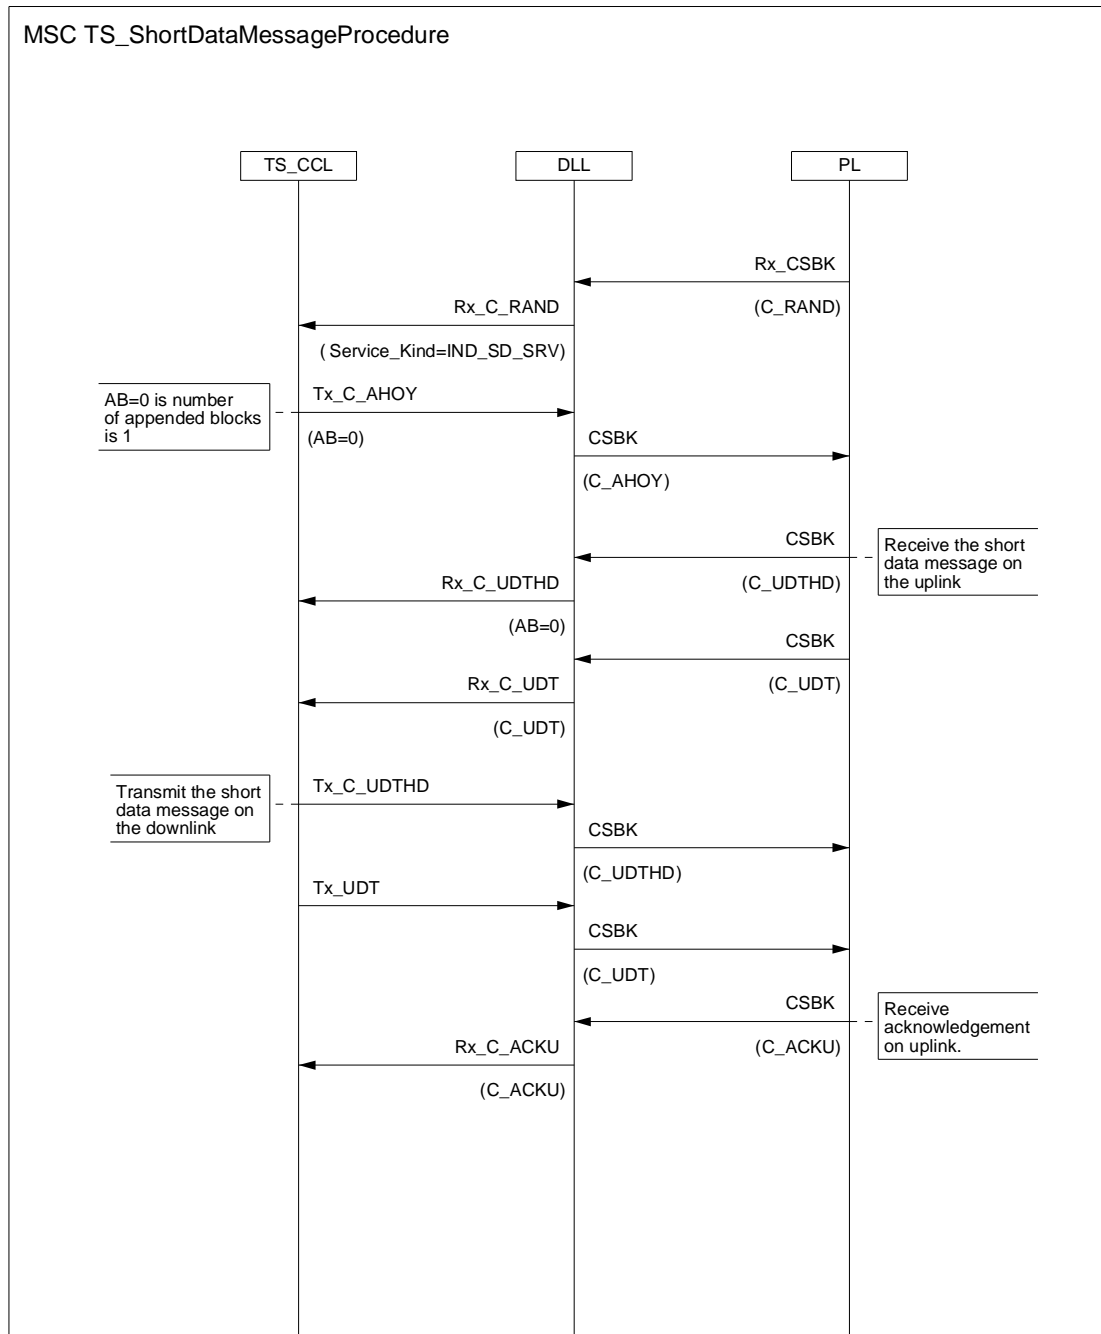 MSC TS_ShortDataMessageProcedure
TS_CCL
DLL
PL
Rx_CSBK
(C_RAND)
Rx_C_RAND
( Service_Kind=IND_SD_SRV)
AB=0 is number
of appended blocks
is 1
Tx_C_AHOY
(AB=0)
CSBK
(C_AHOY)
CSBK
(C_UDTHD)
Receive the short
data message on
the uplink
Rx_C_UDTHD
(AB=0)
CSBK
(C_UDT)
Rx_C_UDT
(C_UDT)
Transmit the short
data message on
the downlink
Tx_C_UDTHD
CSBK
(C_UDTHD)
Tx_UDT
CSBK
(C_UDT)
CSBK
(C_ACKU)
Receive
acknowledgement
on uplink.
Rx_C_ACKU
(C_ACKU)